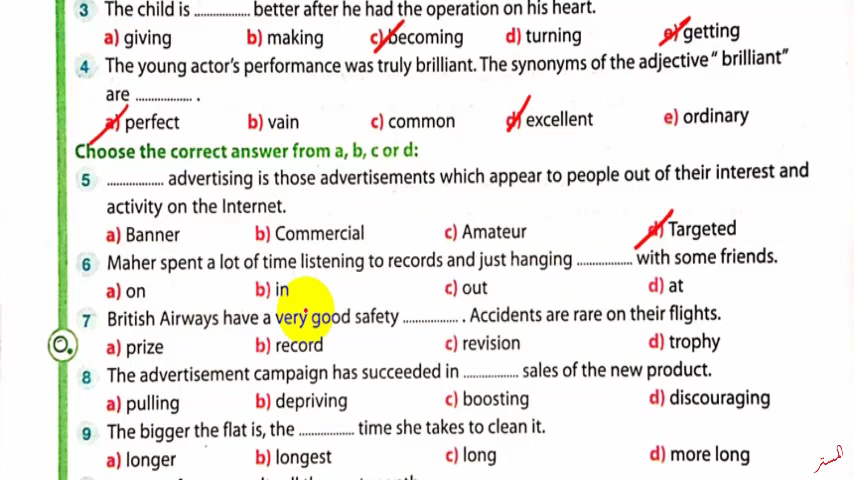 3 The child is ................ better after he had the operation on his heart.
a) giving b) making c) becoming d) turning e) getting
4 The young actor's performance was truly brilliant. The synonyms of the adjective " brilliant"
are ................ .
a) perfect b) vain c) common d) excellent e) ordinary
Choose the correct answer from a, b, c or d:
5 ................ advertising is those advertisements which appear to people out of their interest and
activity on the Internet.
a) Banner b) Commercial c) Amateur d) Targeted
6 Maher spent a lot of time listening to records and just hanging ................ with some friends.
a) on b) in c) out d) at
7 British Airways have a very good safety ................ . Accidents are rare on their flights.
a) prize b) record c) revision d) trophy
8 The advertisement campaign has succeeded in ................ sales of the new product.
a) pulling b) depriving c) boosting d) discouraging
9 The bigger the flat is, the ................ time she takes to clean it.
a) longer b) longest c) long d) more long
O.
المستر